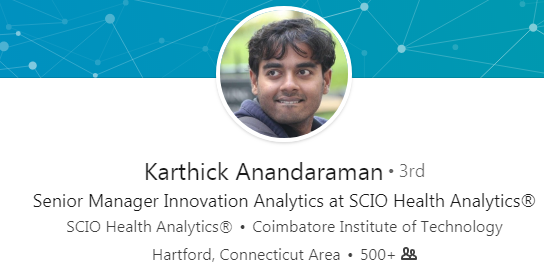 Karthick Anandaraman • 3rd
Senior Manager Innovation Analytics at SCIO Health Analytics®
SCIO Health Analytics® • Coimbatore Institute of Technology
Hartford, Connecticut Area • 500+